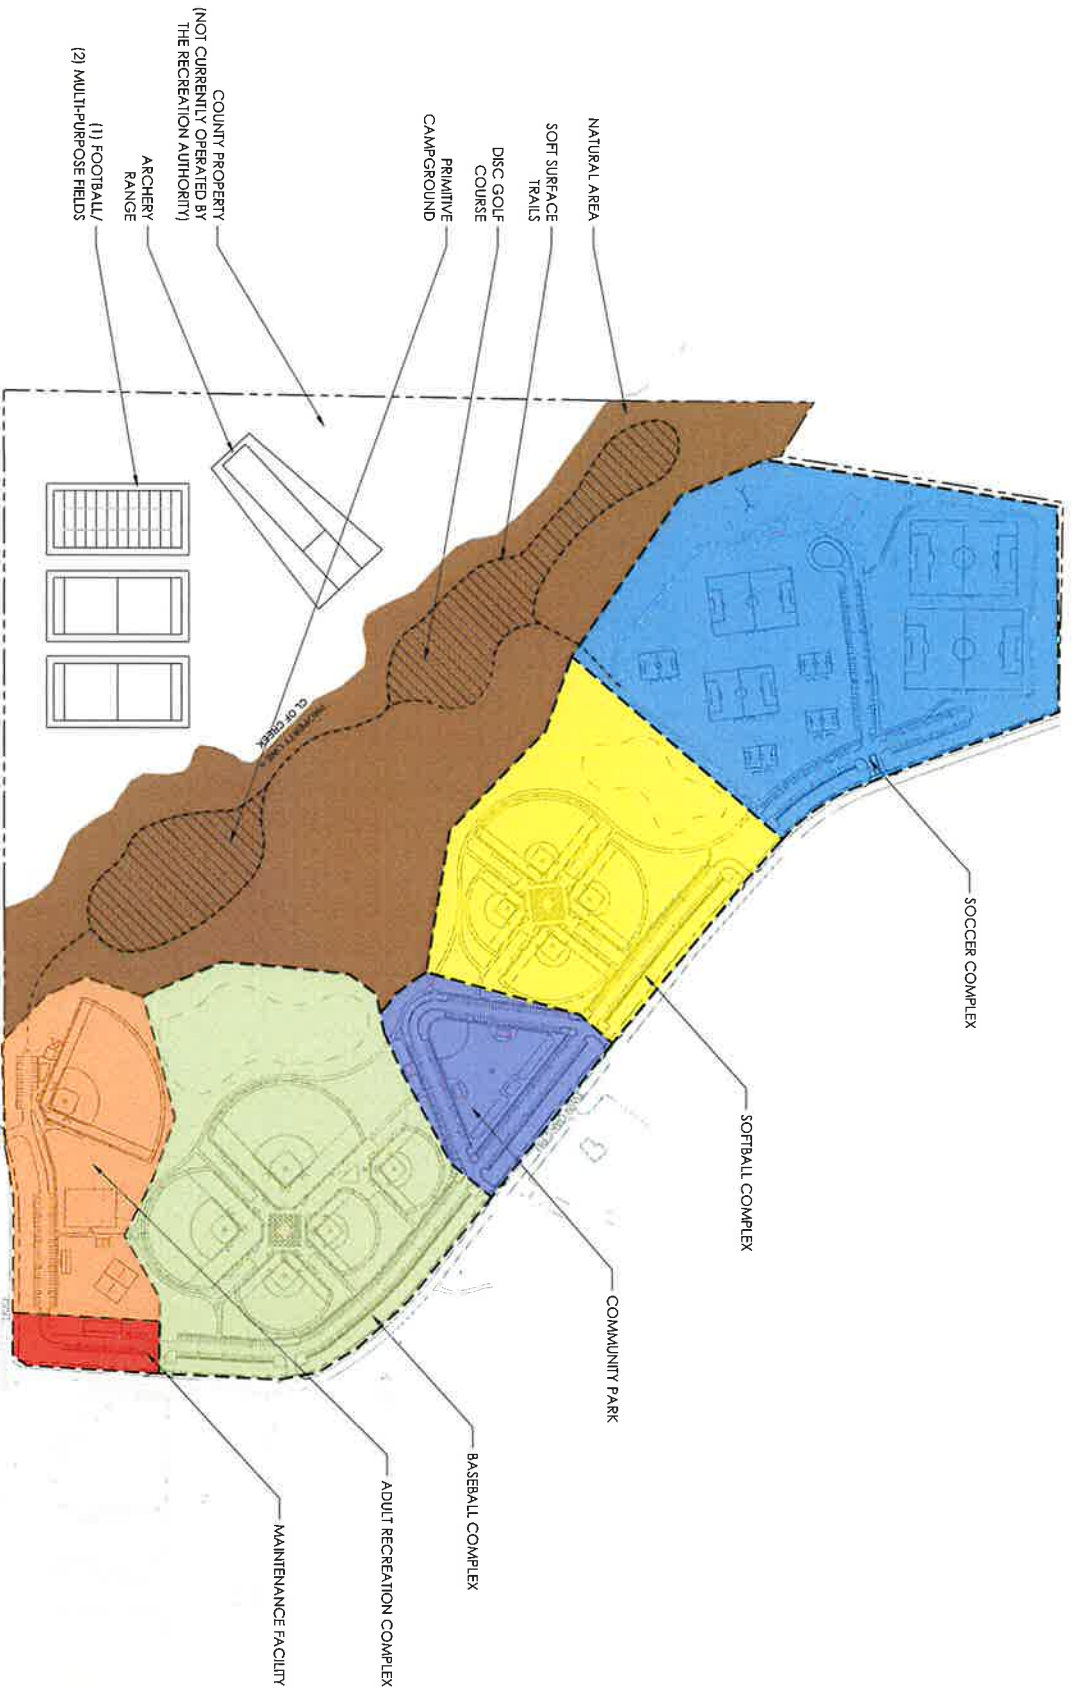 NATURAL AREA
SOFT SURFACE
TRAILS
DISC GOLF
COURSE
PRIMITIVE
CAMPGROUND
COUNTY PROPERTY
(NOT CURRENTLY OPERATED BY
THE RECREATION AUTHORITY)
ARCHERY
RANGE
(1) FOOTBALL/
(2) MULTI-PURPOSE FIELDS
PROPERTY LINE
CL OF CREEK
SOCCER COMPLEX
SOFTBALL COMPLEX
COMMUNITY PARK
BASEBALL COMPLEX
ADULT RECREATION COMPLEX
MAINTENANCE FACILITY